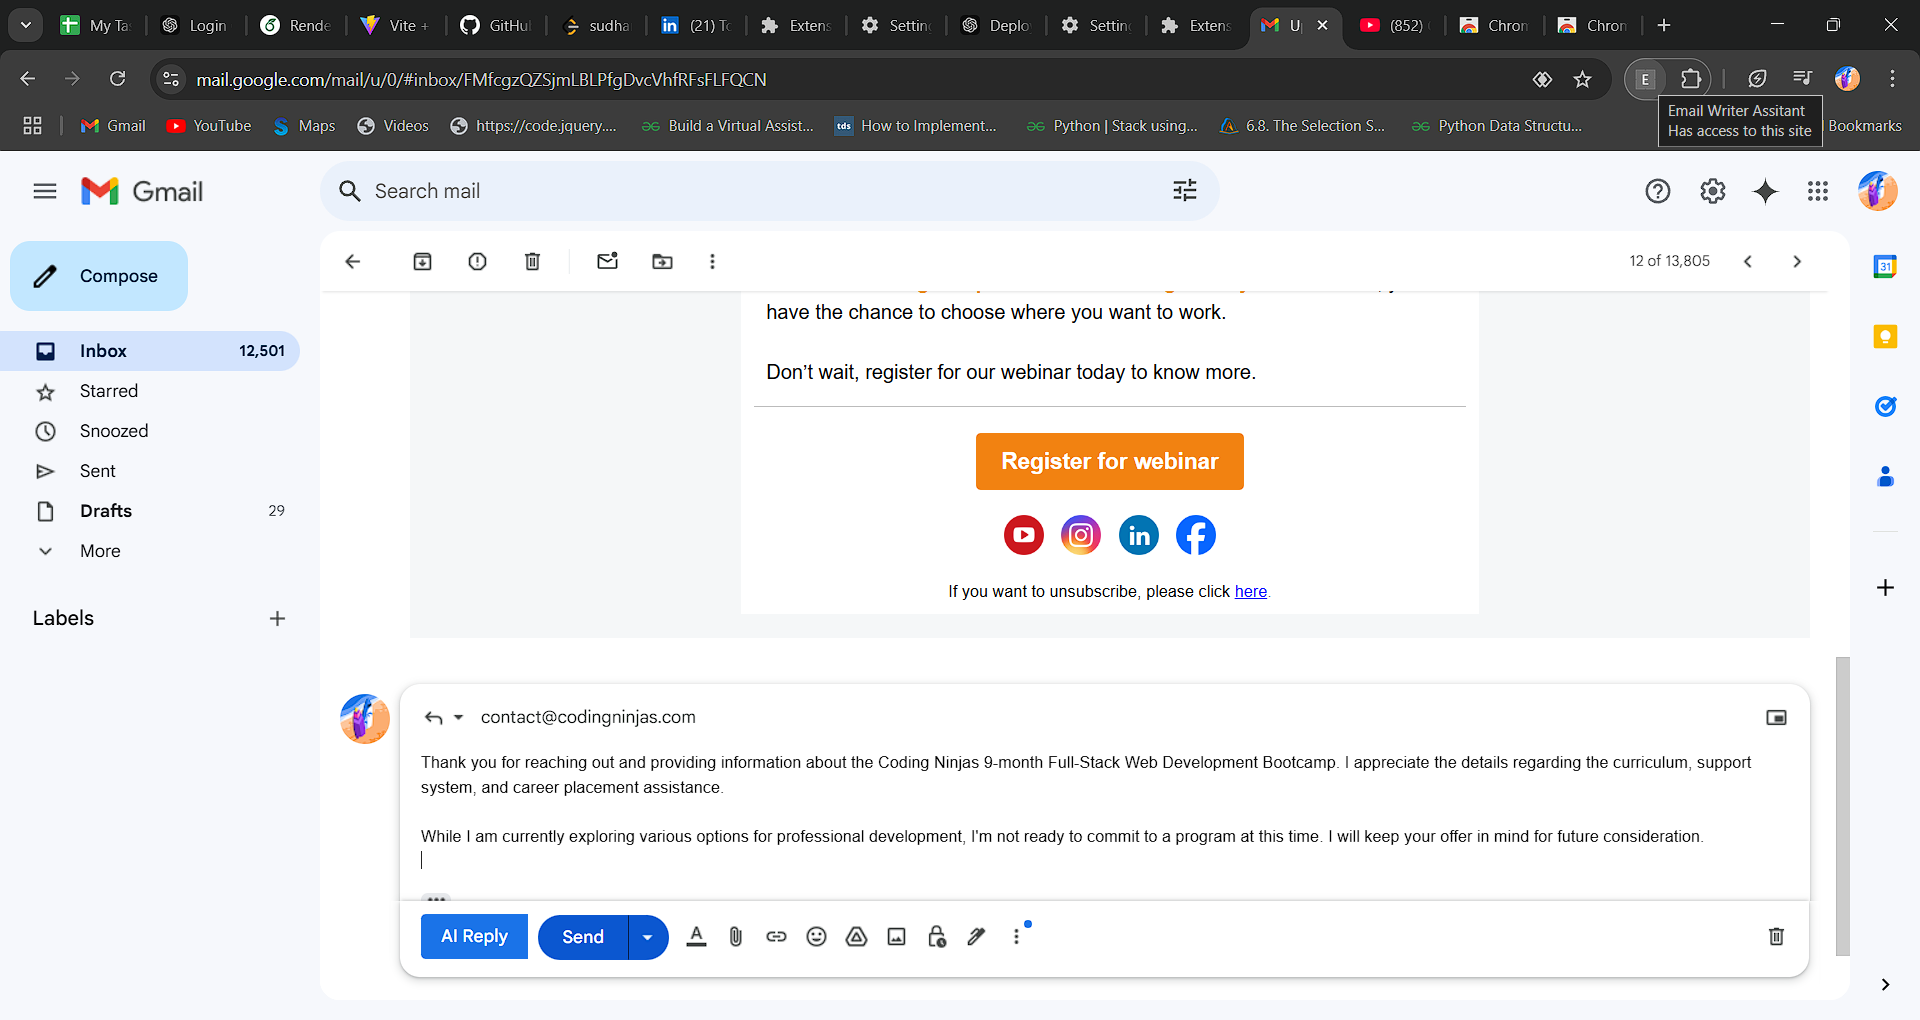 My Ta
Login
Rende
Vite +
GitHu
sudha
(21) To
Extens
Setting
Deplo
Setting
Extens
U
(852)
Chron
Chron
mail.google.com/mail/u/0/#inbox/FMfcgzQZSjmLBLPfgDvcVhfRFsFLFQCN
E
Gmail
YouTube
Maps
Videos
https://code.jquery....
Build a Virtual Assist...
tds How to Implement...
Python | Stack using...
6.8. The Selection S...
Python Data Structu...
Bookmarks
Email Writer Assitant
Has access to this site
Gmail
Search mail
Compose
12 of 13,805
31
Inbox 12,501
Starred
Snoozed
Sent
Drafts 29
More
Labels
have the chance to choose where you want to work.
Don't wait, register for our webinar today to know more.
Register for webinar
If you want to unsubscribe, please click here.
contact@codingninjas.com
Thank you for reaching out and providing information about the Coding Ninjas 9-month Full-Stack Web Development Bootcamp. I appreciate the details regarding the curriculum, support
system, and career placement assistance.
While I am currently exploring various options for professional development, I'm not ready to commit to a program at this time. I will keep your offer in mind for future consideration.
AI Reply
Send